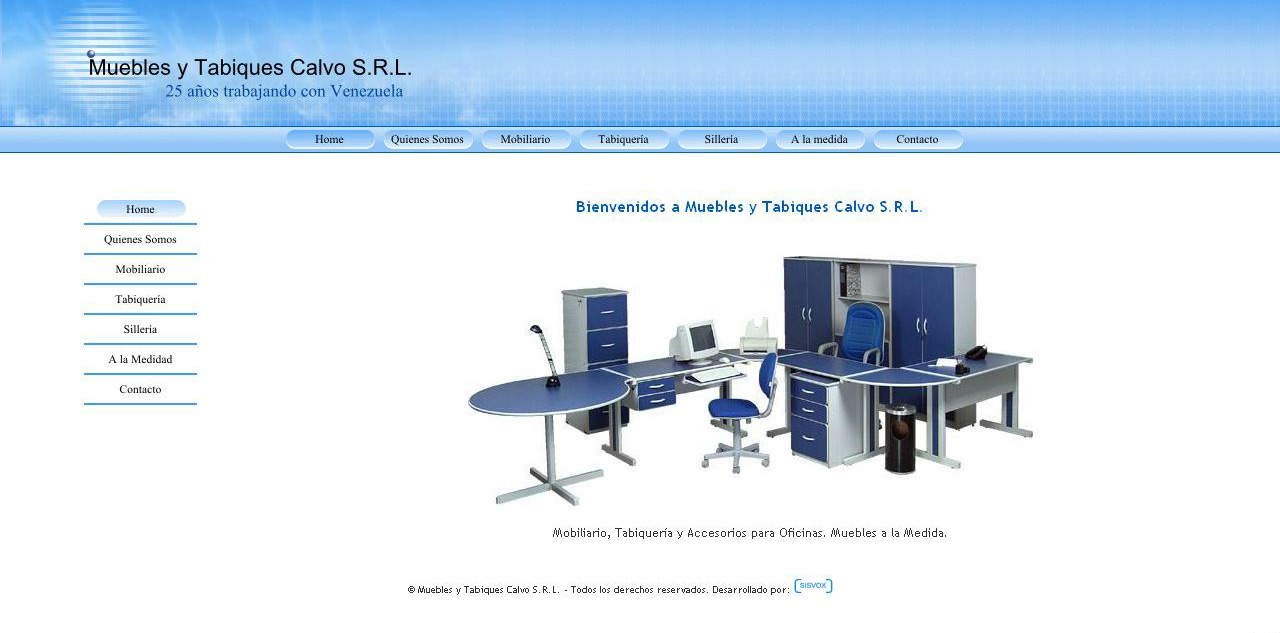 Muebles y Tabiques Calvo S.R.L.
25 años trabajando con Venezuela
Home Quienes Somos Mobiliario Tabiquería Sillería A la medida Contacto
Home
Quienes Somos
Mobiliario
Tabiquería
Sillería
A la Medidad
Contacto
Bienvenidos a Muebles y Tabiques Calvo S.R.L.
Mobiliario, Tabiquería y Accesorios para Oficinas. Muebles a la Medida.
© Muebles y Tabiques Calvo S.R.L. - Todos los derechos reservados. Desarrollado por: SISVOX